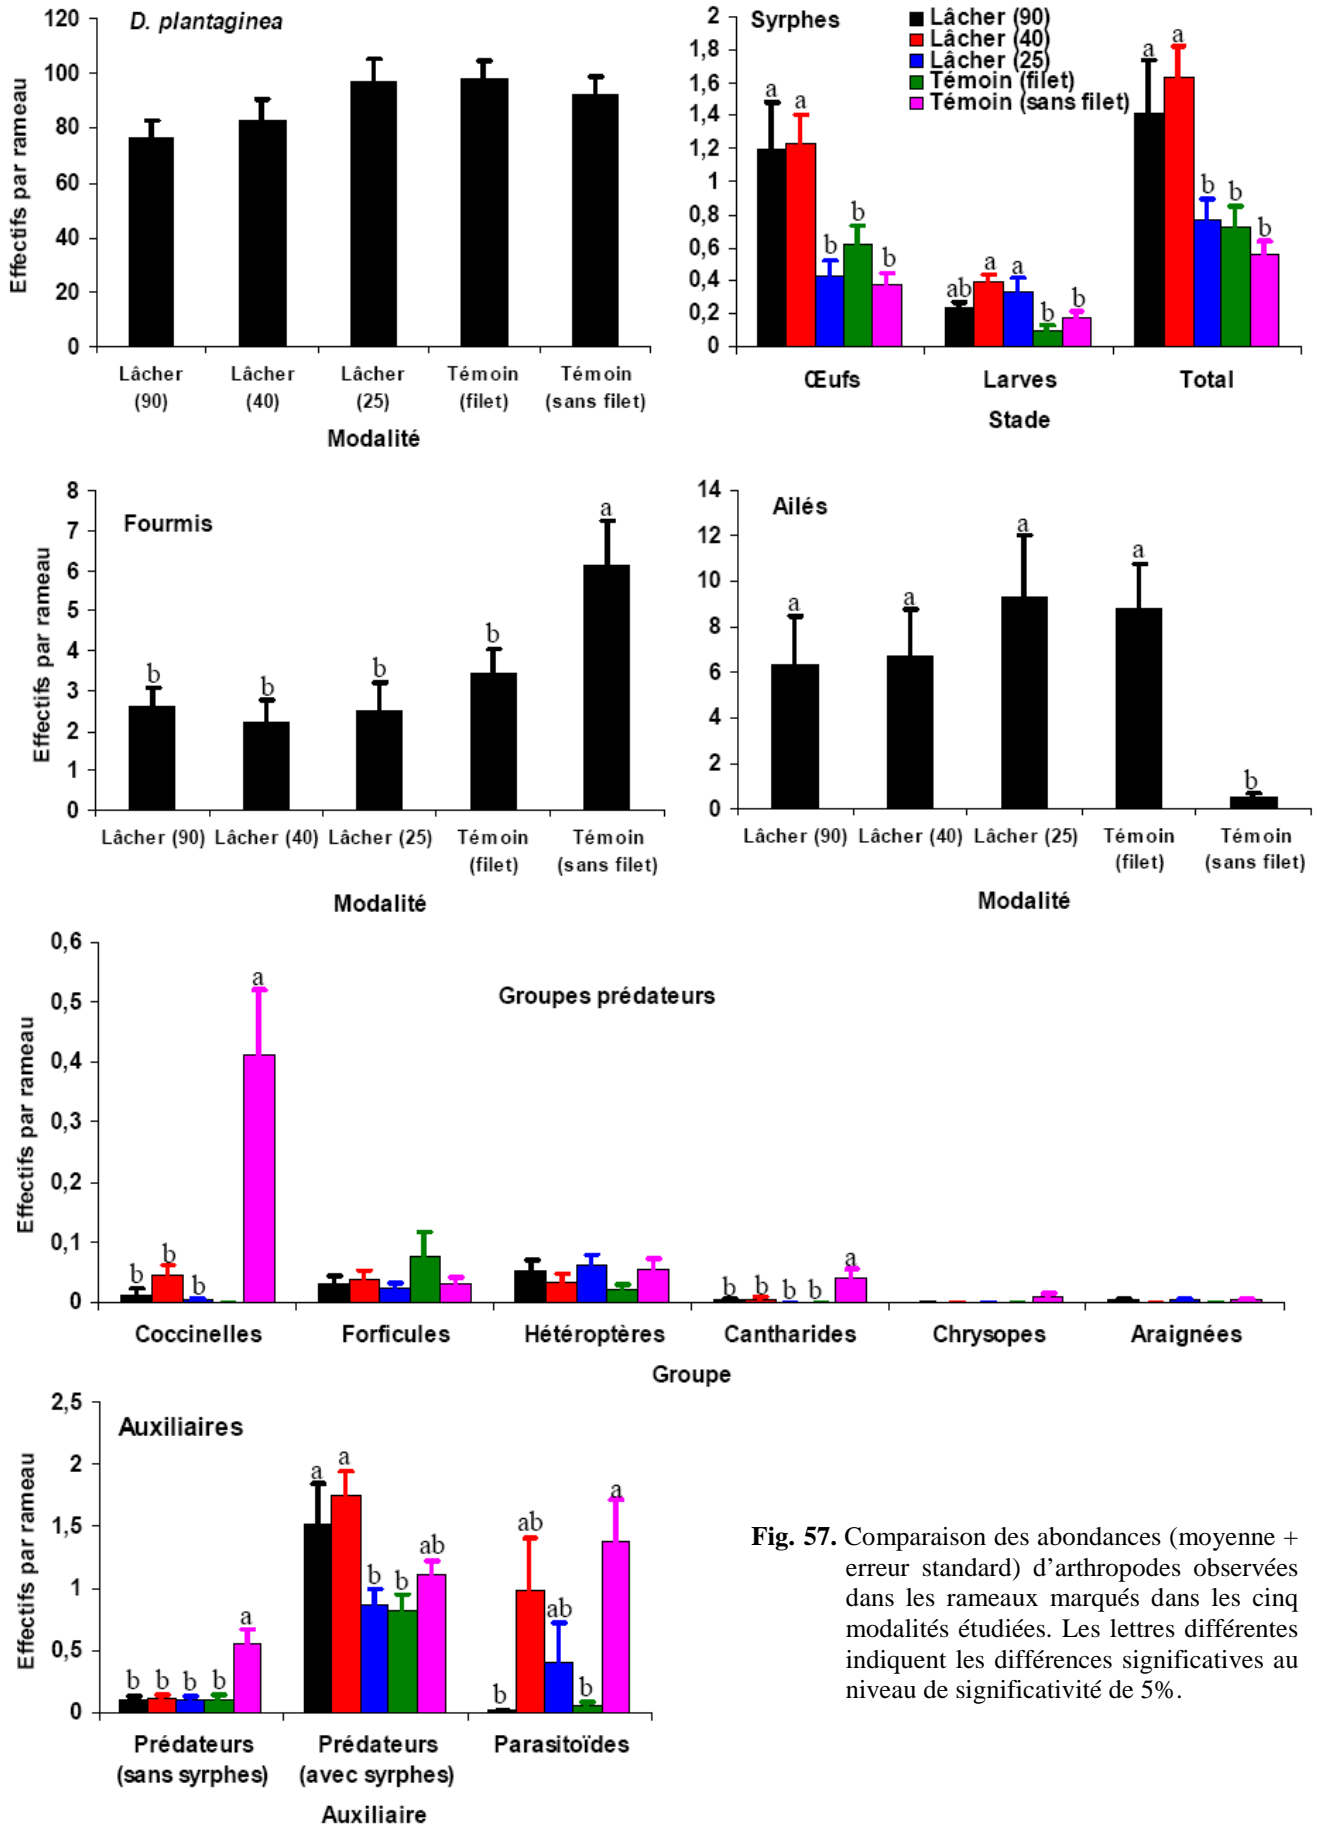 D. plantaginea
Effectifs par rameau
120
100
80
60
40
20
0
Lâcher (90)
Lâcher (40)
Lâcher (25)
Témoin (filet)
Témoin (sans filet)
Modalité
Syrphes
Lâcher (90)
Lâcher (40)
Lâcher (25)
Témoin (filet)
Témoin (sans filet)
2
1,8
1,6
1,4
1,2
1
0,8
0,6
0,4
0,2
0
a a b b b
ab a a b b
a a b b b
Œufs Larves Total
Stade
Fourmis
Effectifs par rameau
8
7
6
5
4
3
2
1
0
b b b b a
Lâcher (90) Lâcher (40) Lâcher (25) Témoin (filet) Témoin (sans filet)
Modalité
Ailés
14
12
10
8
6
4
2
0
a a a a b
Lâcher (90) Lâcher (40) Lâcher (25) Témoin (filet) Témoin (sans filet)
Modalité
Groupes prédateurs
Effectifs par rameau
0,6
0,5
0,4
0,3
0,2
0,1
0
b b b a
b b b b a
Coccinelles Forficules Hétéroptères Cantharides Chrysopes Araignées
Groupe
Auxiliaires
Effectifs par rameau
2,5
2
1,5
1
0,5
0
b b b b a
a a b b ab
b ab ab b a
Prédateurs (sans syrphes)
Prédateurs (avec syrphes)
Parasitoïdes
Auxiliaire
Fig. 57. Comparaison des abondances (moyenne +
erreur standard) d’arthropodes observées
dans les rameaux marqués dans les cinq
modalités étudiées. Les lettres différentes
indiquent les différences significatives au
niveau de significativité de 5%.